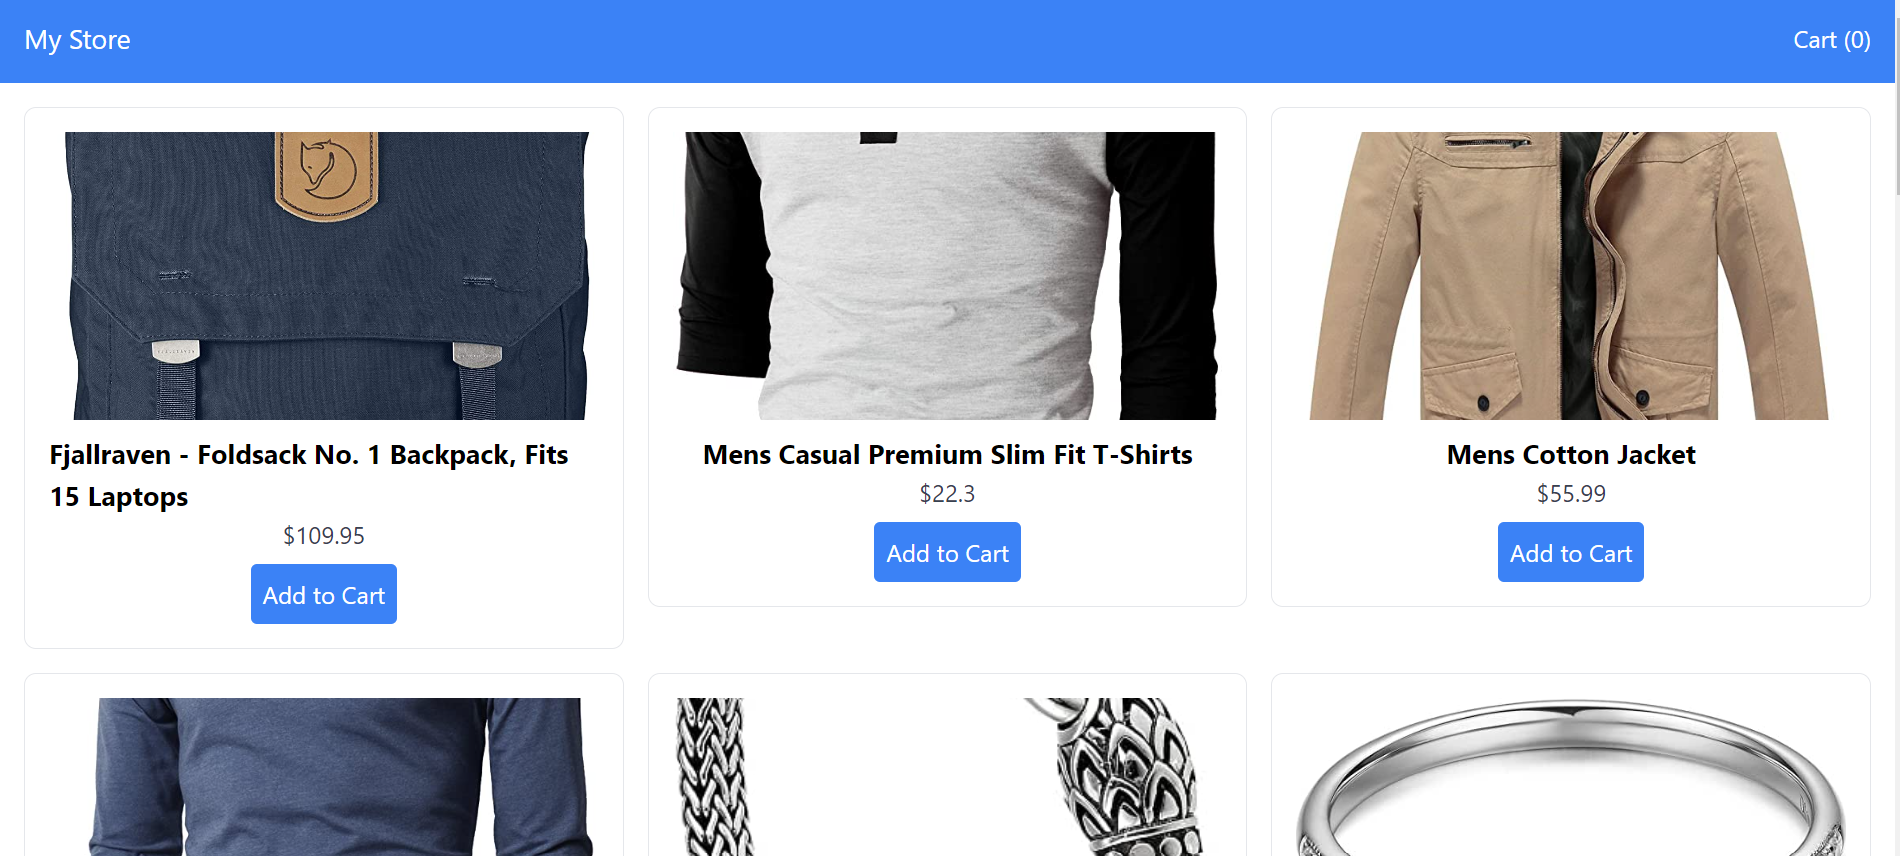 My Store
Cart (0)
Fjallraven - Foldsack No. 1 Backpack, Fits
15 Laptops
$109.95
Add to Cart
Mens Casual Premium Slim Fit T-Shirts
$22.3
Add to Cart
Mens Cotton Jacket
$55.99
Add to Cart